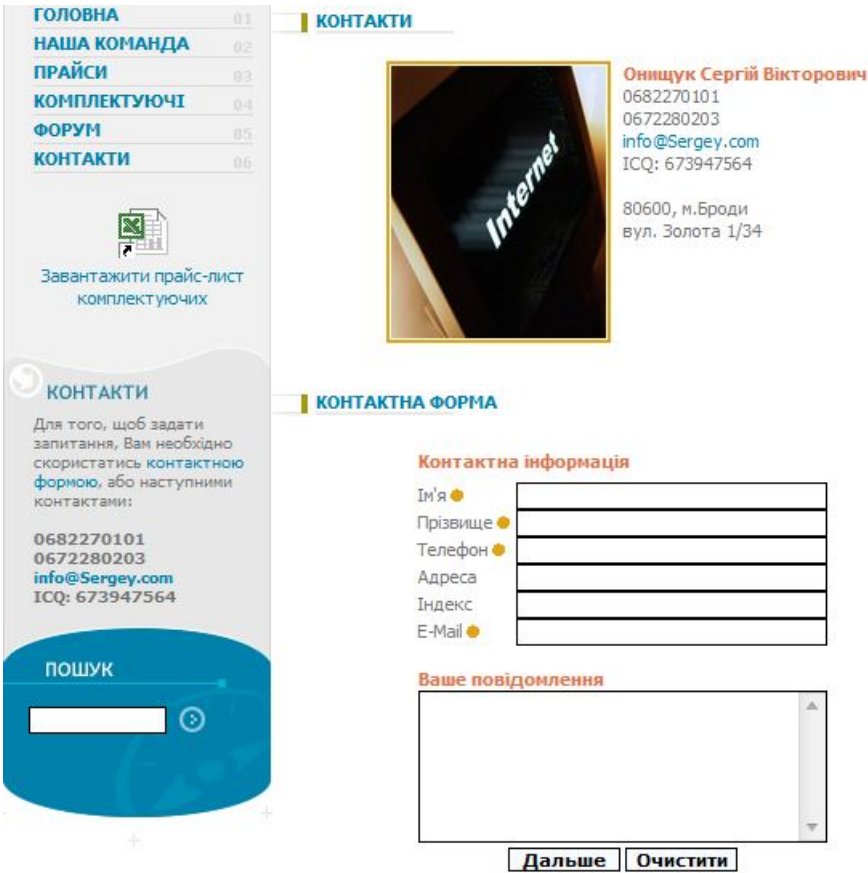 ГОЛОВНА 01
НАША КОМАНДА 02
ПРАЙСИ 03
КОМПЛЕКТУЮЧІ 04
ФОРУМ 05
КОНТАКТИ 06
Завантажити прайс-лист
комплектуючих
КОНТАКТИ
Для того, щоб задати
запитання, Вам необхідно
скористатись контактною
формою, або наступними
контактами:
0682270101
0672280203
info@Sergey.com
ICQ: 673947564
ПОШУК
КОНТАКТИ
Internet
Онищук Сергій Вікторович
0682270101
0672280203
info@Sergey.com
ICQ: 673947564
80600, м.Броди
вул. Золота 1/34
КОНТАКТНА ФОРМА
Контактна інформація
Ім'я
Прізвище
Телефон
Адреса
Індекс
E-Mail
Ваше повідомлення
Дальше Очистити